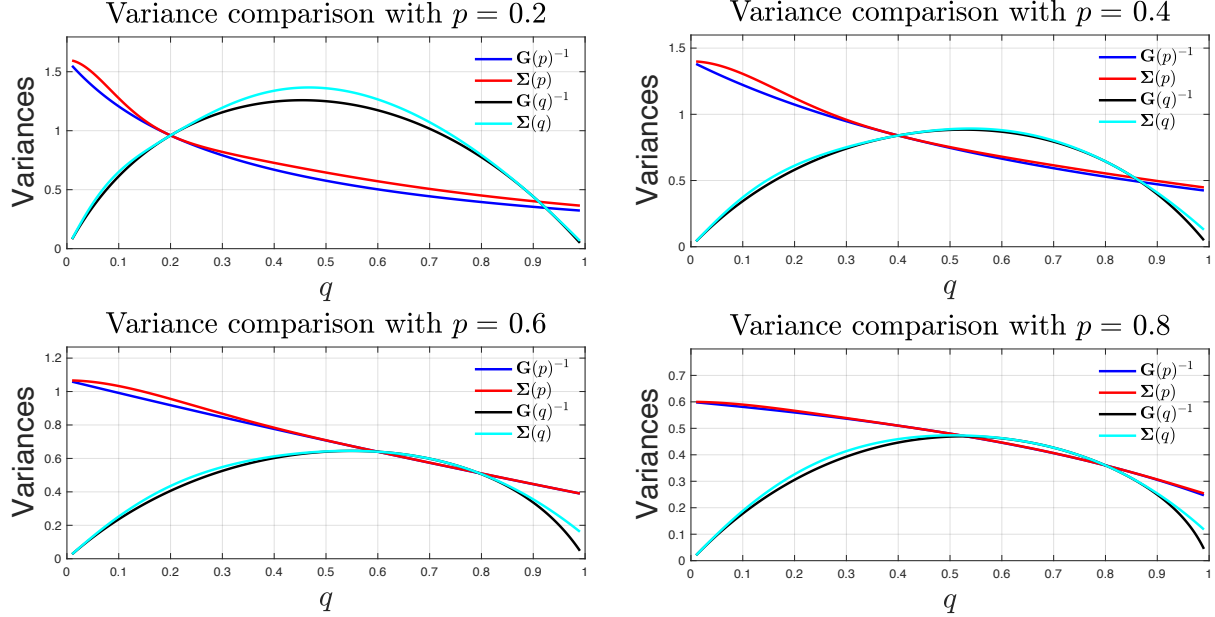 Variance comparison with p = 0.2
Variances
1.5
1
0.5
0
G(p)⁻¹
Σ(p)
G(q)⁻¹
Σ(q)
0 0.1 0.2 0.3 0.4 0.5 0.6 0.7 0.8 0.9 1
q
Variance comparison with p = 0.4
Variances
1.5
1
0.5
0
G(p)⁻¹
Σ(p)
G(q)⁻¹
Σ(q)
0 0.1 0.2 0.3 0.4 0.5 0.6 0.7 0.8 0.9 1
q
Variance comparison with p = 0.6
Variances
1.2
1
0.8
0.6
0.4
0.2
0
G(p)⁻¹
Σ(p)
G(q)⁻¹
Σ(q)
0 0.1 0.2 0.3 0.4 0.5 0.6 0.7 0.8 0.9 1
q
Variance comparison with p = 0.8
Variances
0.7
0.6
0.5
0.4
0.3
0.2
0.1
0
G(p)⁻¹
Σ(p)
G(q)⁻¹
Σ(q)
0 0.1 0.2 0.3 0.4 0.5 0.6 0.7 0.8 0.9 1
q